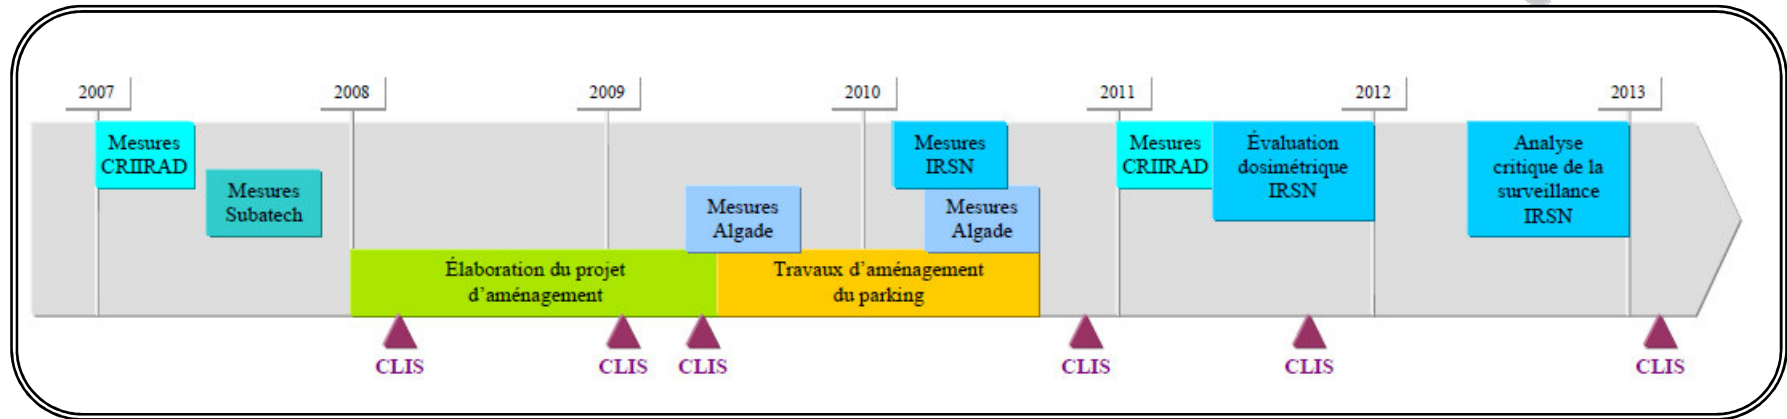 2007
2008
2009
2010
2011
2012
2013
Mesures
CRIIRAD
Mesures
Subatech
Mesures
Algade
Mesures
IRSN
Mesures
Algade
Mesures
CRIIRAD
Évaluation
dosimétrique
IRSN
Analyse
critique de la
surveillance
IRSN
Élaboration du projet
d’aménagement
Travaux d’aménagement
du parking
CLIS
CLIS
CLIS
CLIS
CLIS
CLIS